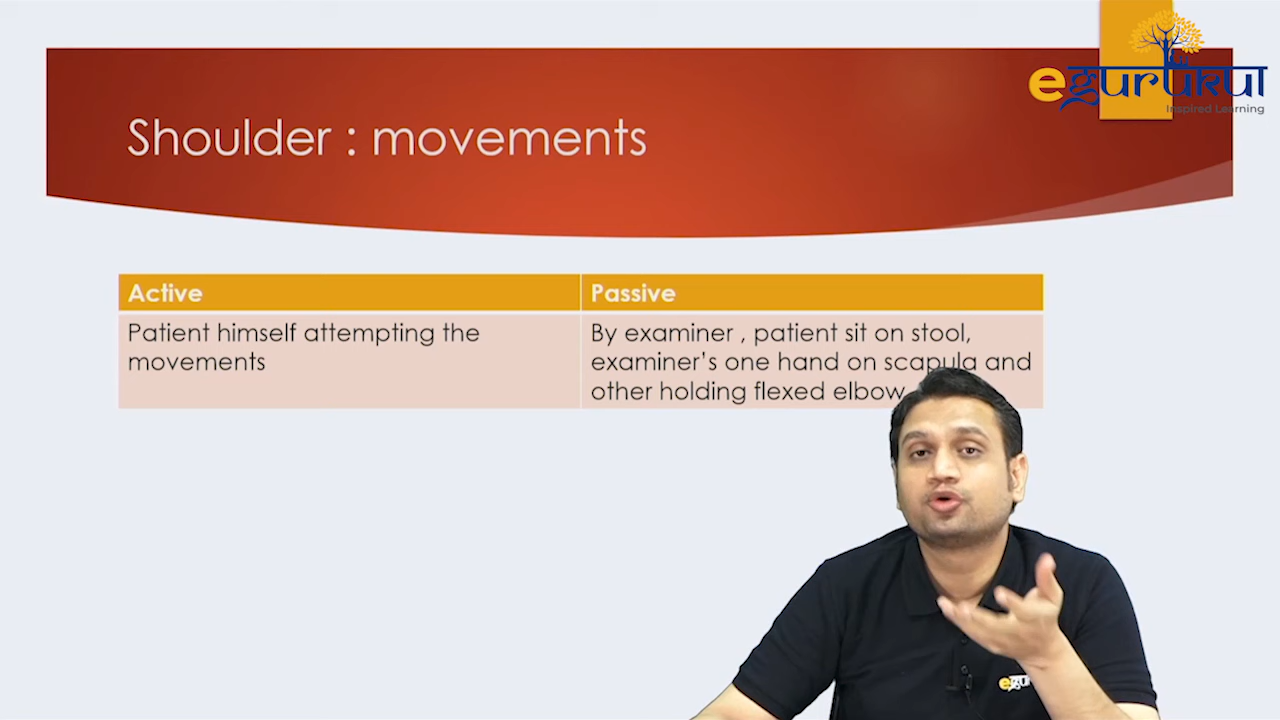 egurukul
Inspired Learning
Shoulder : movements
Active
Passive
Patient himself attempting the
movements
By examiner , patient sit on stool,
examiner’s one hand on scapula and
other holding flexed elbow